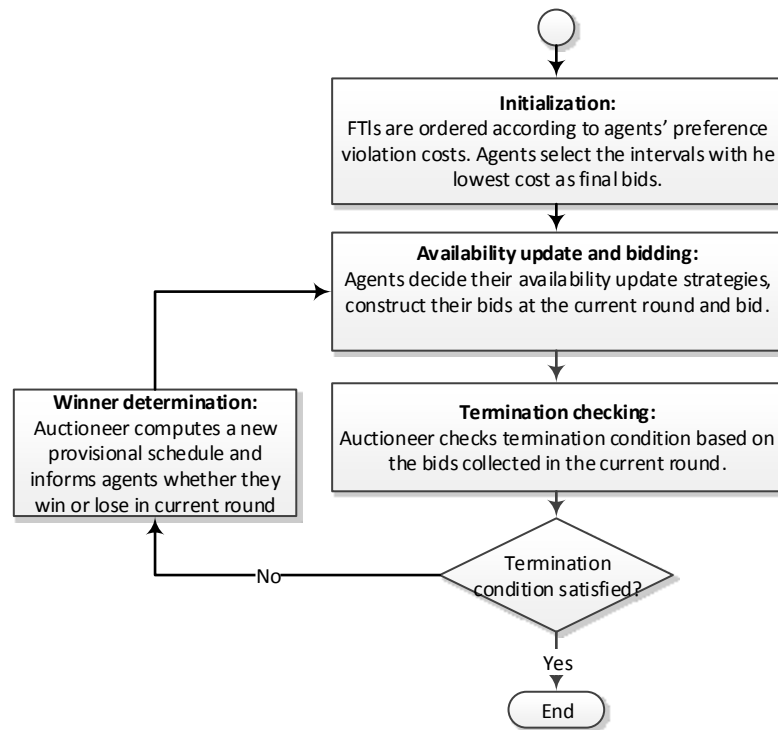 Initialization:
FTIs are ordered according to agents’ preference
violation costs. Agents select the intervals with he
lowest cost as final bids.
Availability update and bidding:
Agents decide their availability update strategies,
construct their bids at the current round and bid.
Winner determination:
Auctioneer computes a new
provisional schedule and
informs agents whether they
win or lose in current round
Termination checking:
Auctioneer checks termination condition based on
the bids collected in the current round.
Termination
condition satisfied?
No
Yes
End